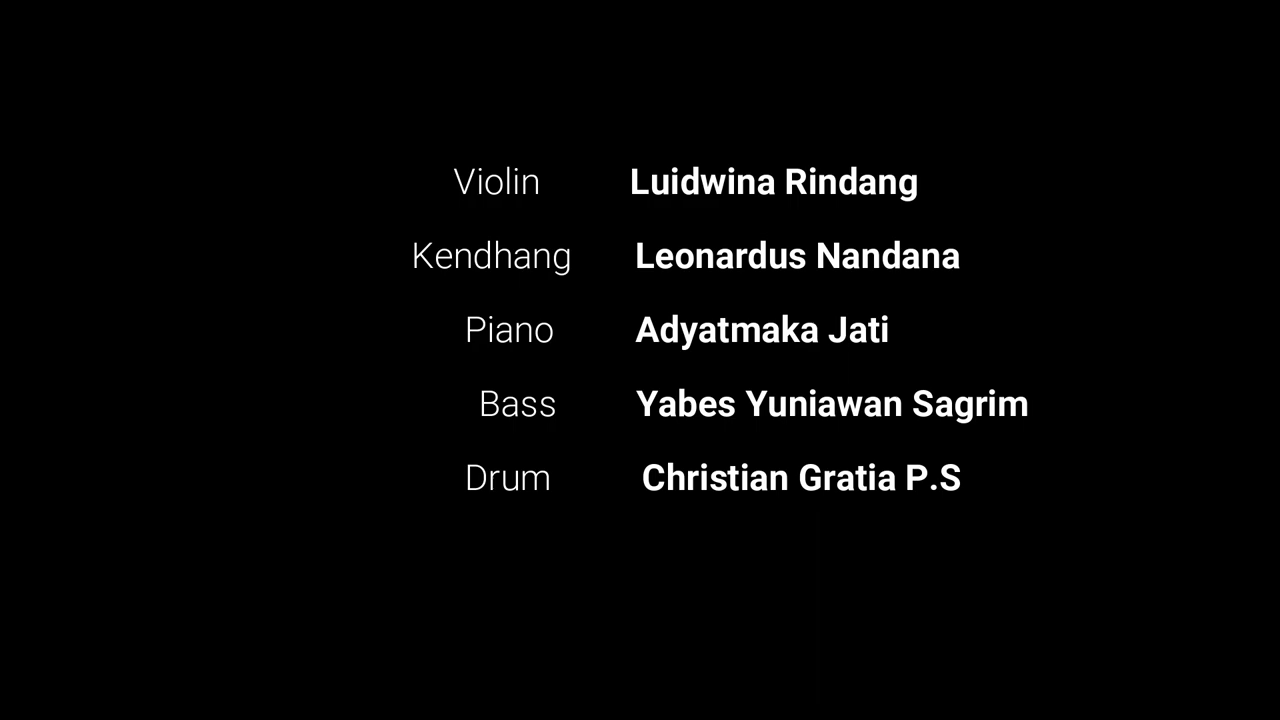 Violin Luidwina Rindang
Kendhang Leonardus Nandana
Piano Adyatmaka Jati
Bass Yabes Yuniawan Sagrim
Drum Christian Gratia P.S